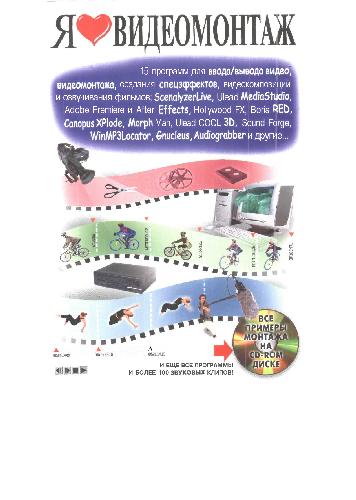 Я ВИДЕОМОНТАЖ
15 программ для ввода/вывода видео,
видеомонтажа, создания спецэффектов, видеокомпозиции
и озвучивания фильмов; ScenalyzerLive, Ulead MediaStudio,
Adobe Premiere и After Effects, Hollywood FX, Boris RED,
Canopus XPlode, Morph Van, Ulead COOL 3D, Sound Forge,
WinMP3Locator, Gnucleus, Audiograbber и другие...
ВСЕ
ПРИМЕРЫ
МОНТАЖА
НА
CD-ROM
ДИСКЕ
И ЕЩЕ ВСЕ ПРОГРАММЫ
И БОЛЕЕ 100 ЗВУКОВЫХ КЛИПОВ!